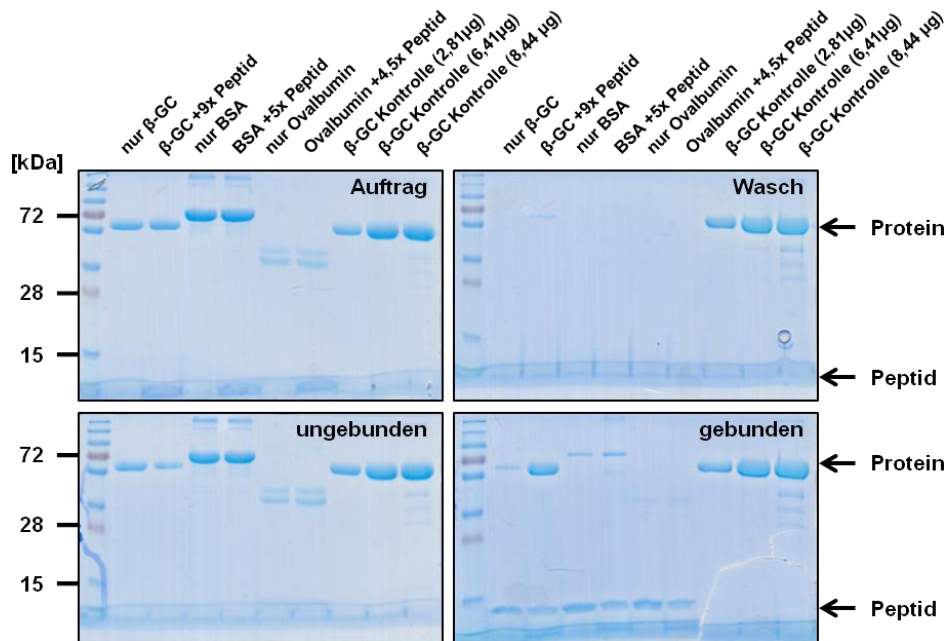 nur β-GC
β-GC +9x Peptid
nur BSA
BSA +5x Peptid
nur Ovalbumin
Ovalbumin +4,5x Peptid
β-GC Kontrolle (2,81µg)
β-GC Kontrolle (6,41µg)
β-GC Kontrolle (8,44 µg)
nur β-GC
β-GC +9x Peptid
nur BSA
BSA +5x Peptid
nur Ovalbumin
Ovalbumin +4,5x Peptid
β-GC Kontrolle (2,81µg)
β-GC Kontrolle (6,41µg)
β-GC Kontrolle (8,44 µg)
[kDa]
Auftrag
Wasch
72
Protein
28
15
Peptid
ungebunden
gebunden
72
Protein
28
15
Peptid